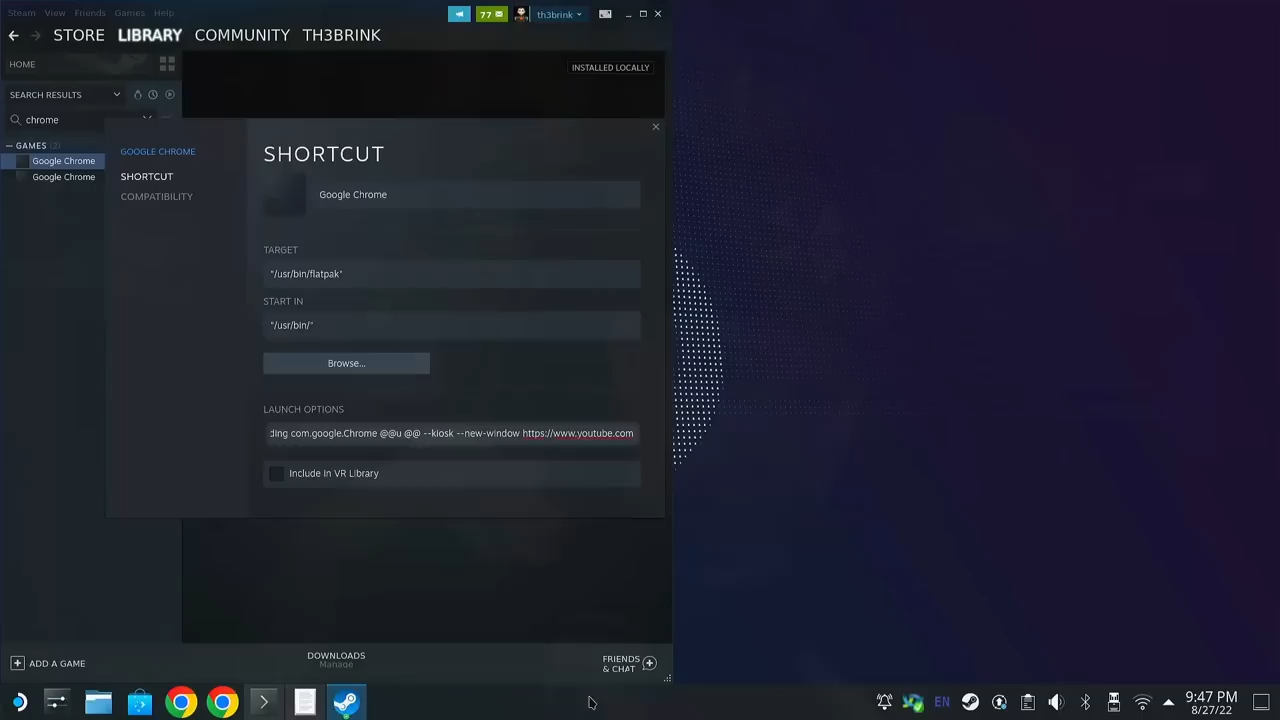 Steam View Friends Games Help
77
th3brink
STORE LIBRARY COMMUNITY TH3BRINK
HOME
INSTALLED LOCALLY
SEARCH RESULTS
chrome
GAMES (2)
Google Chrome
Google Chrome
GOOGLE CHROME
SHORTCUT
COMPATIBILITY
SHORTCUT
Google Chrome
TARGET
"/usr/bin/flatpak"
START IN
"/usr/bin/"
Browse...
LAUNCH OPTIONS
ding com.google.Chrome @@u @@ --kiosk --new-window https://www.youtube.com
Include In VR Library
ADD A GAME
DOWNLOADS
Manage
FRIENDS
& CHAT
EN
9:47 PM
8/27/22